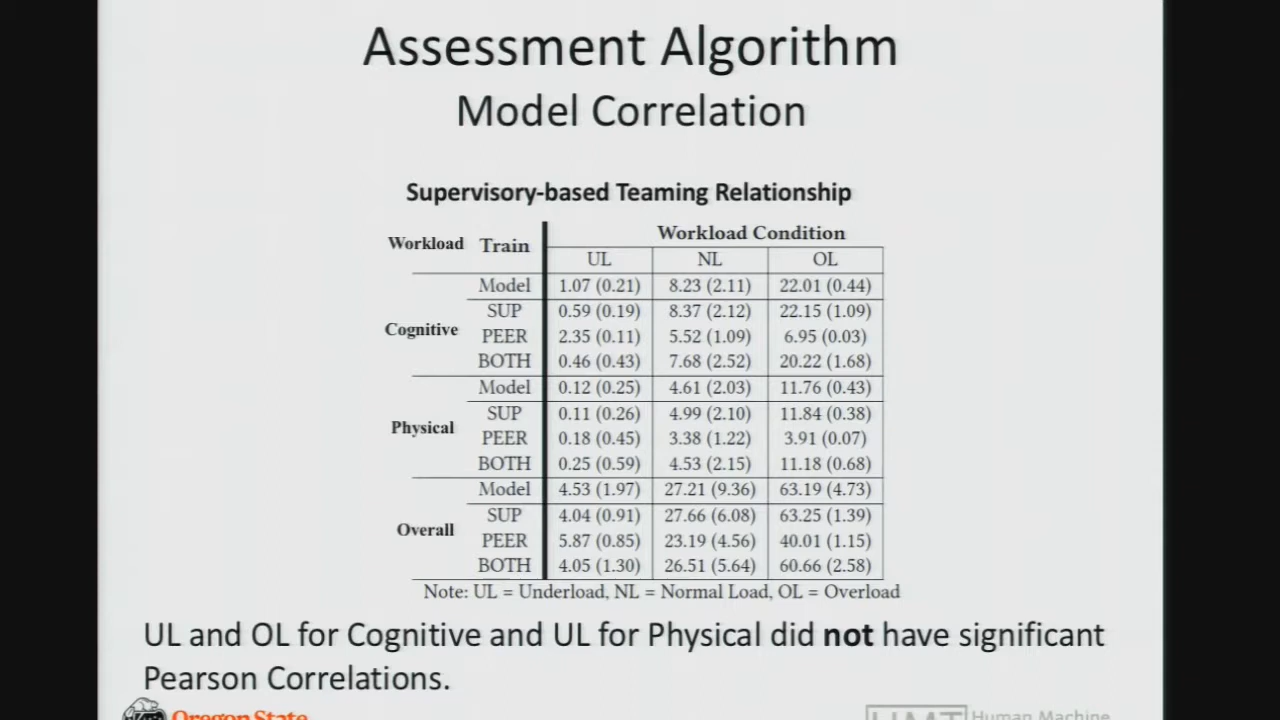 Assessment Algorithm
Model Correlation
Supervisory-based Teaming Relationship
Workload Train Workload Condition
UL NL OL
Cognitive
Model 1.07 (0.21) 8.23 (2.11) 22.01 (0.44)
SUP 0.59 (0.19) 8.37 (2.12) 22.15 (1.09)
PEER 2.35 (0.11) 5.52 (1.09) 6.95 (0.03)
BOTH 0.46 (0.43) 7.68 (2.52) 20.22 (1.68)
Physical
Model 0.12 (0.25) 4.61 (2.03) 11.76 (0.43)
SUP 0.11 (0.26) 4.99 (2.10) 11.84 (0.38)
PEER 0.18 (0.45) 3.38 (1.22) 3.91 (0.07)
BOTH 0.25 (0.59) 4.53 (2.15) 11.18 (0.68)
Overall
Model 4.53 (1.97) 27.21 (9.36) 63.19 (4.73)
SUP 4.04 (0.91) 27.66 (6.08) 63.25 (1.39)
PEER 5.87 (0.85) 23.19 (4.56) 40.01 (1.15)
BOTH 4.05 (1.30) 26.51 (5.64) 60.66 (2.58)
Note: UL = Underload, NL = Normal Load, OL = Overload
UL and OL for Cognitive and UL for Physical did not have significant
Pearson Correlations.
Oregon State
Human Machine